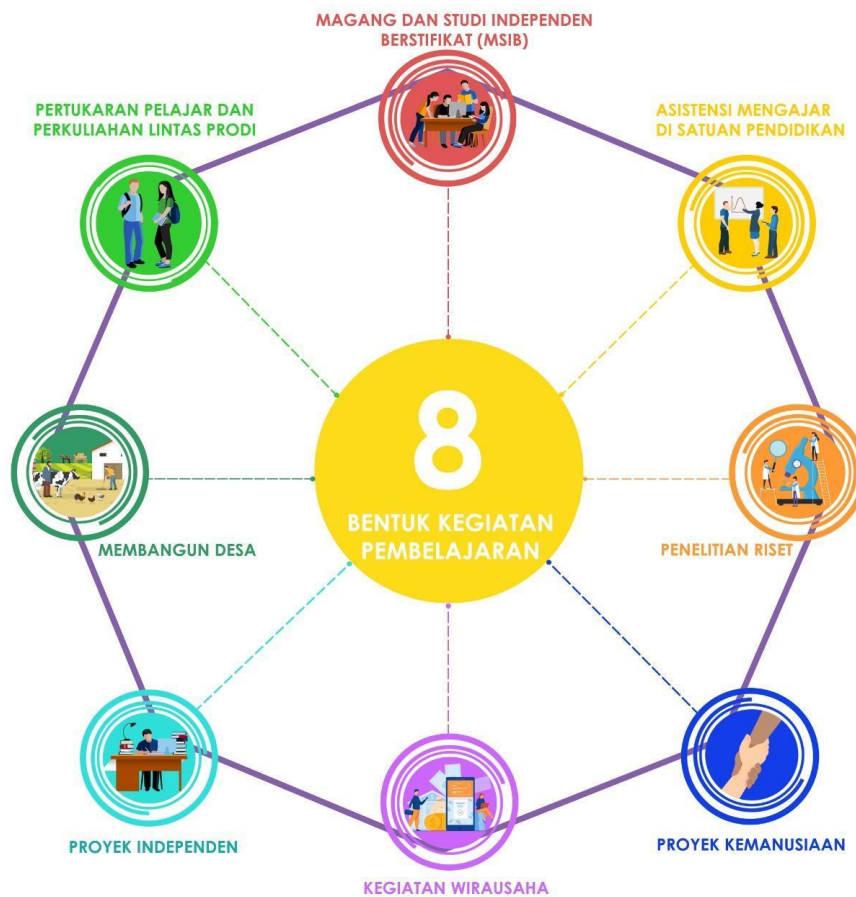 MAGANG DAN STUDI INDEPENDEN
BERSTIFIKAT (MSIB)
PERTUKARAN PELAJAR DAN
PERKULIAHAN LINTAS PRODI
ASISTENSI MENGAJAR
DI SATUAN PENDIDIKAN
8
BENTUK KEGIATAN
PEMBELAJARAN
MEMBANGUN DESA
PENELITIAN RISET
PROYEK INDEPENDEN
PROYEK KEMANUSIAAN
KEGIATAN WIRAUSAHA